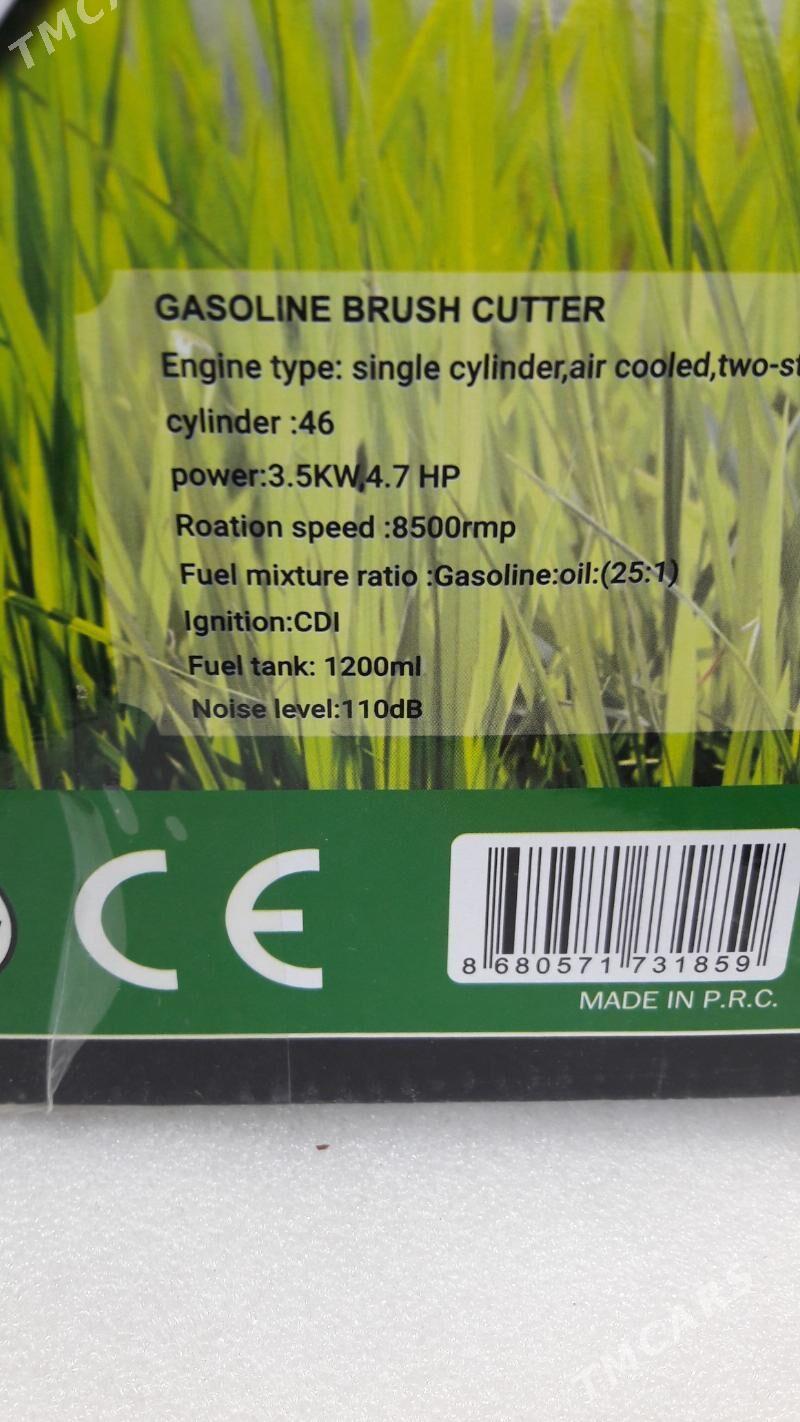 TMCA
GASOLINE BRUSH CUTTER
Engine type: single cylinder,air cooled,two-st
cylinder :46
power:3.5KW,4.7 HP
Roation speed :8500rmp
Fuel mixture ratio :Gasoline:oil:(25:1)
Ignition:CDI
Fuel tank: 1200ml
Noise level:110dB
CE
8 680571 731859
MADE IN P.R.C.
TMCARS